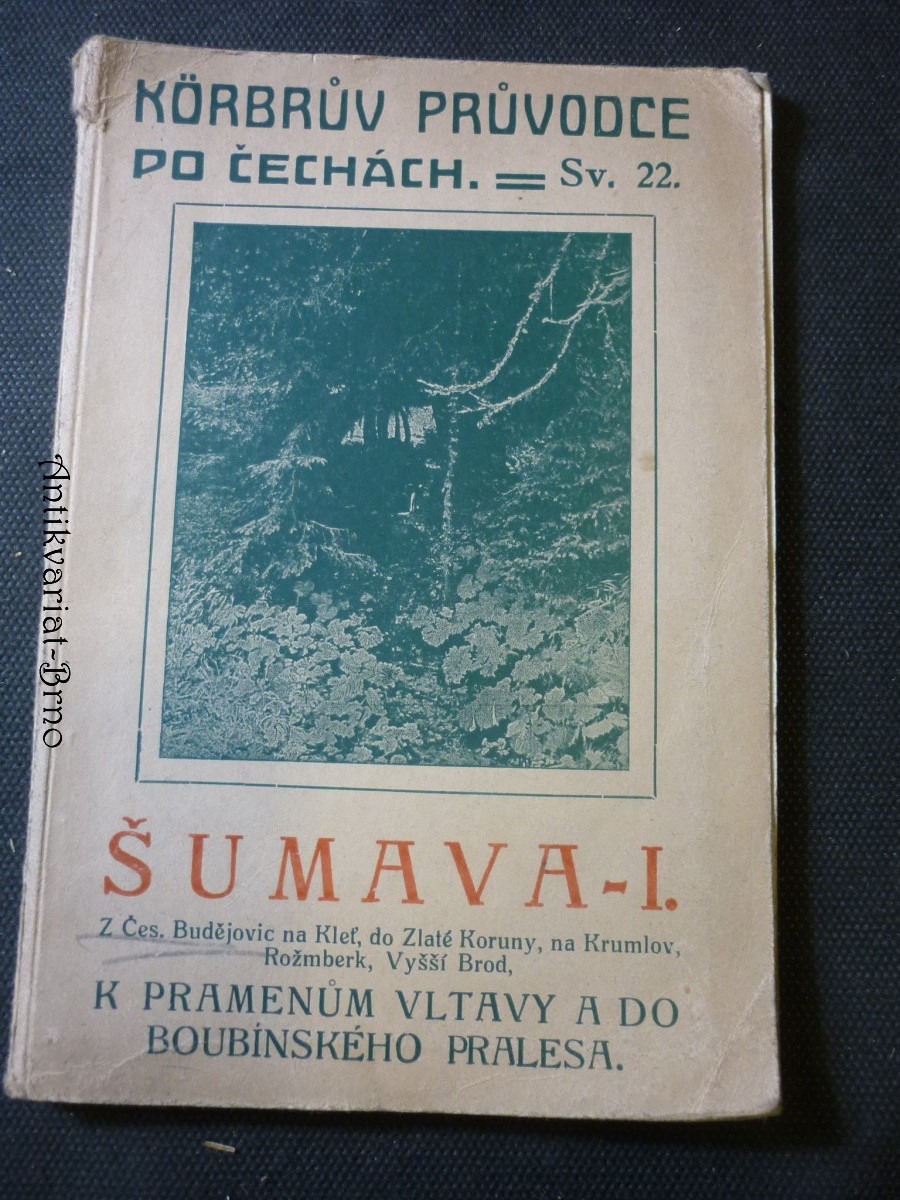 KÖRBRŮV PRŮVODCE
PO ČECHÁCH. = Sv. 22.
ŠUMAVA-I.
Z Čes. Budějovic na Kleť, do Zlaté Koruny, na Krumlov,
Rožmberk, Vyšší Brod,
K PRAMENŮM VLTAVY A DO
BOUBÍNSKÉHO PRALESA.
Antikvariat-Brno